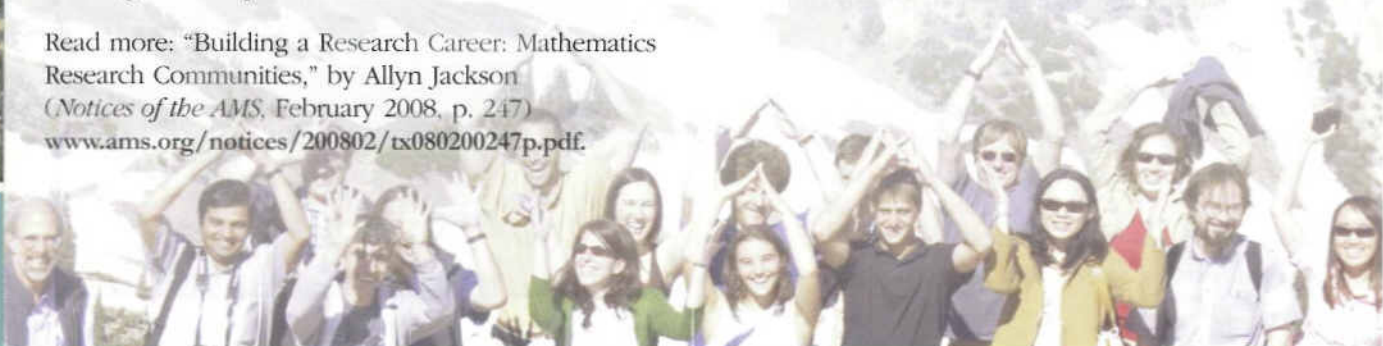 Read more: “Building a Research Career: Mathematics
Research Communities,” by Allyn Jackson
(Notices of the AMS, February 2008, p. 247)
www.ams.org/notices/200802/tx080200247p.pdf.